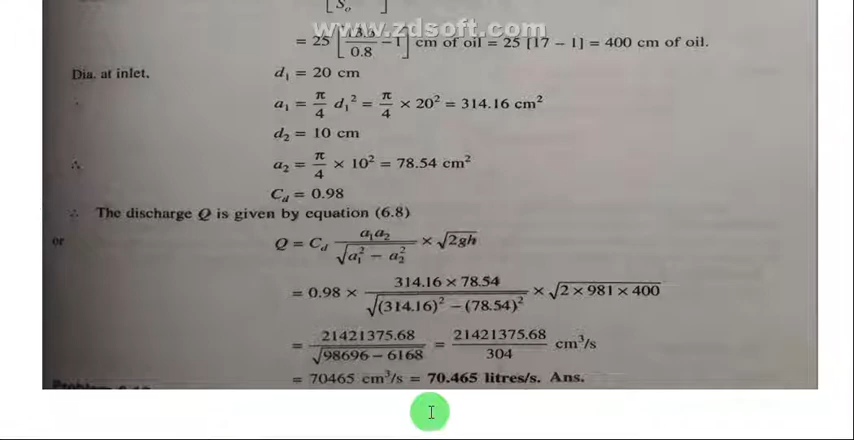 [S_o ]
www.zdsoft.com
= 25 [13.6/0.8 − 1] cm of oil = 25 [17 − 1] = 400 cm of oil.
Dia. at inlet, d₁ = 20 cm
∴ a₁ = π/4 d₁² = π/4 × 20² = 314.16 cm²
d₂ = 10 cm
∴ a₂ = π/4 × 10² = 78.54 cm²
C_d = 0.98
∴ The discharge Q is given by equation (6.8)
or Q = C_d a₁a₂/√(a₁² − a₂²) × √(2gh)
= 0.98 × 314.16 × 78.54/√((314.16)² − (78.54)²) × √(2 × 981 × 400)
= 21421375.68/√(98696 − 6168) = 21421375.68/304 cm³/s
= 70465 cm³/s = 70.465 litres/s. Ans.